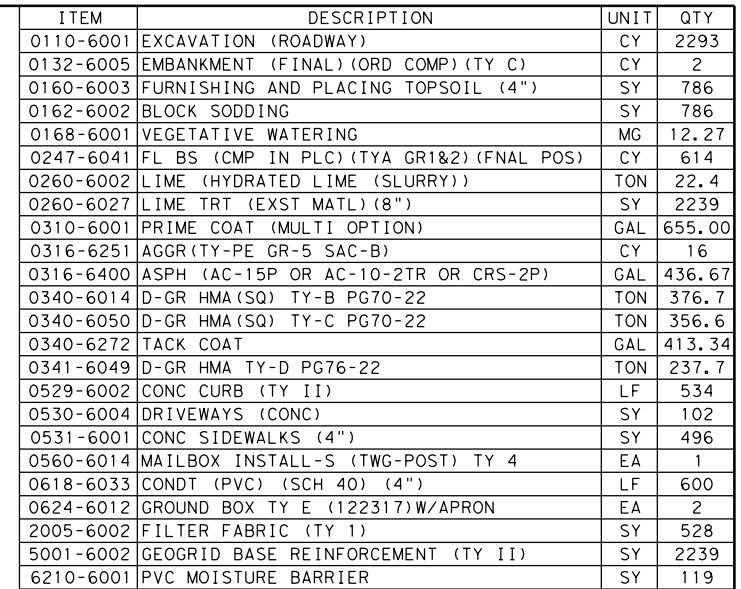 ITEM DESCRIPTION UNIT QTY
0110-6001 EXCAVATION (ROADWAY) CY 2293
0132-6005 EMBANKMENT (FINAL)(ORD COMP)(TY C) CY 2
0160-6003 FURNISHING AND PLACING TOPSOIL (4") SY 786
0162-6002 BLOCK SODDING SY 786
0168-6001 VEGETATIVE WATERING MG 12.27
0247-6041 FL BS (CMP IN PLC)(TYA GR1&2)(FNAL POS) CY 614
0260-6002 LIME (HYDRATED LIME (SLURRY)) TON 22.4
0260-6027 LIME TRT (EXST MATL)(8") SY 2239
0310-6001 PRIME COAT (MULTI OPTION) GAL 655.00
0316-6251 AGGR(TY-PE GR-5 SAC-B) CY 16
0316-6400 ASPH (AC-15P OR AC-10-2TR OR CRS-2P) GAL 436.67
0340-6014 D-GR HMA(SQ) TY-B PG70-22 TON 376.7
0340-6050 D-GR HMA(SQ) TY-C PG70-22 TON 356.6
0340-6272 TACK COAT GAL 413.34
0341-6049 D-GR HMA TY-D PG76-22 TON 237.7
0529-6002 CONC CURB (TY II) LF 534
0530-6004 DRIVEWAYS (CONC) SY 102
0531-6001 CONC SIDEWALKS (4") SY 496
0560-6014 MAILBOX INSTALL-S (TWG-POST) TY 4 EA 1
0618-6033 CONDT (PVC) (SCH 40) (4") LF 600
0624-6012 GROUND BOX TY E (122317)W/APRON EA 2
2005-6002 FILTER FABRIC (TY 1) SY 528
5001-6002 GEOGRID BASE REINFORCEMENT (TY II) SY 2239
6210-6001 PVC MOISTURE BARRIER SY 119